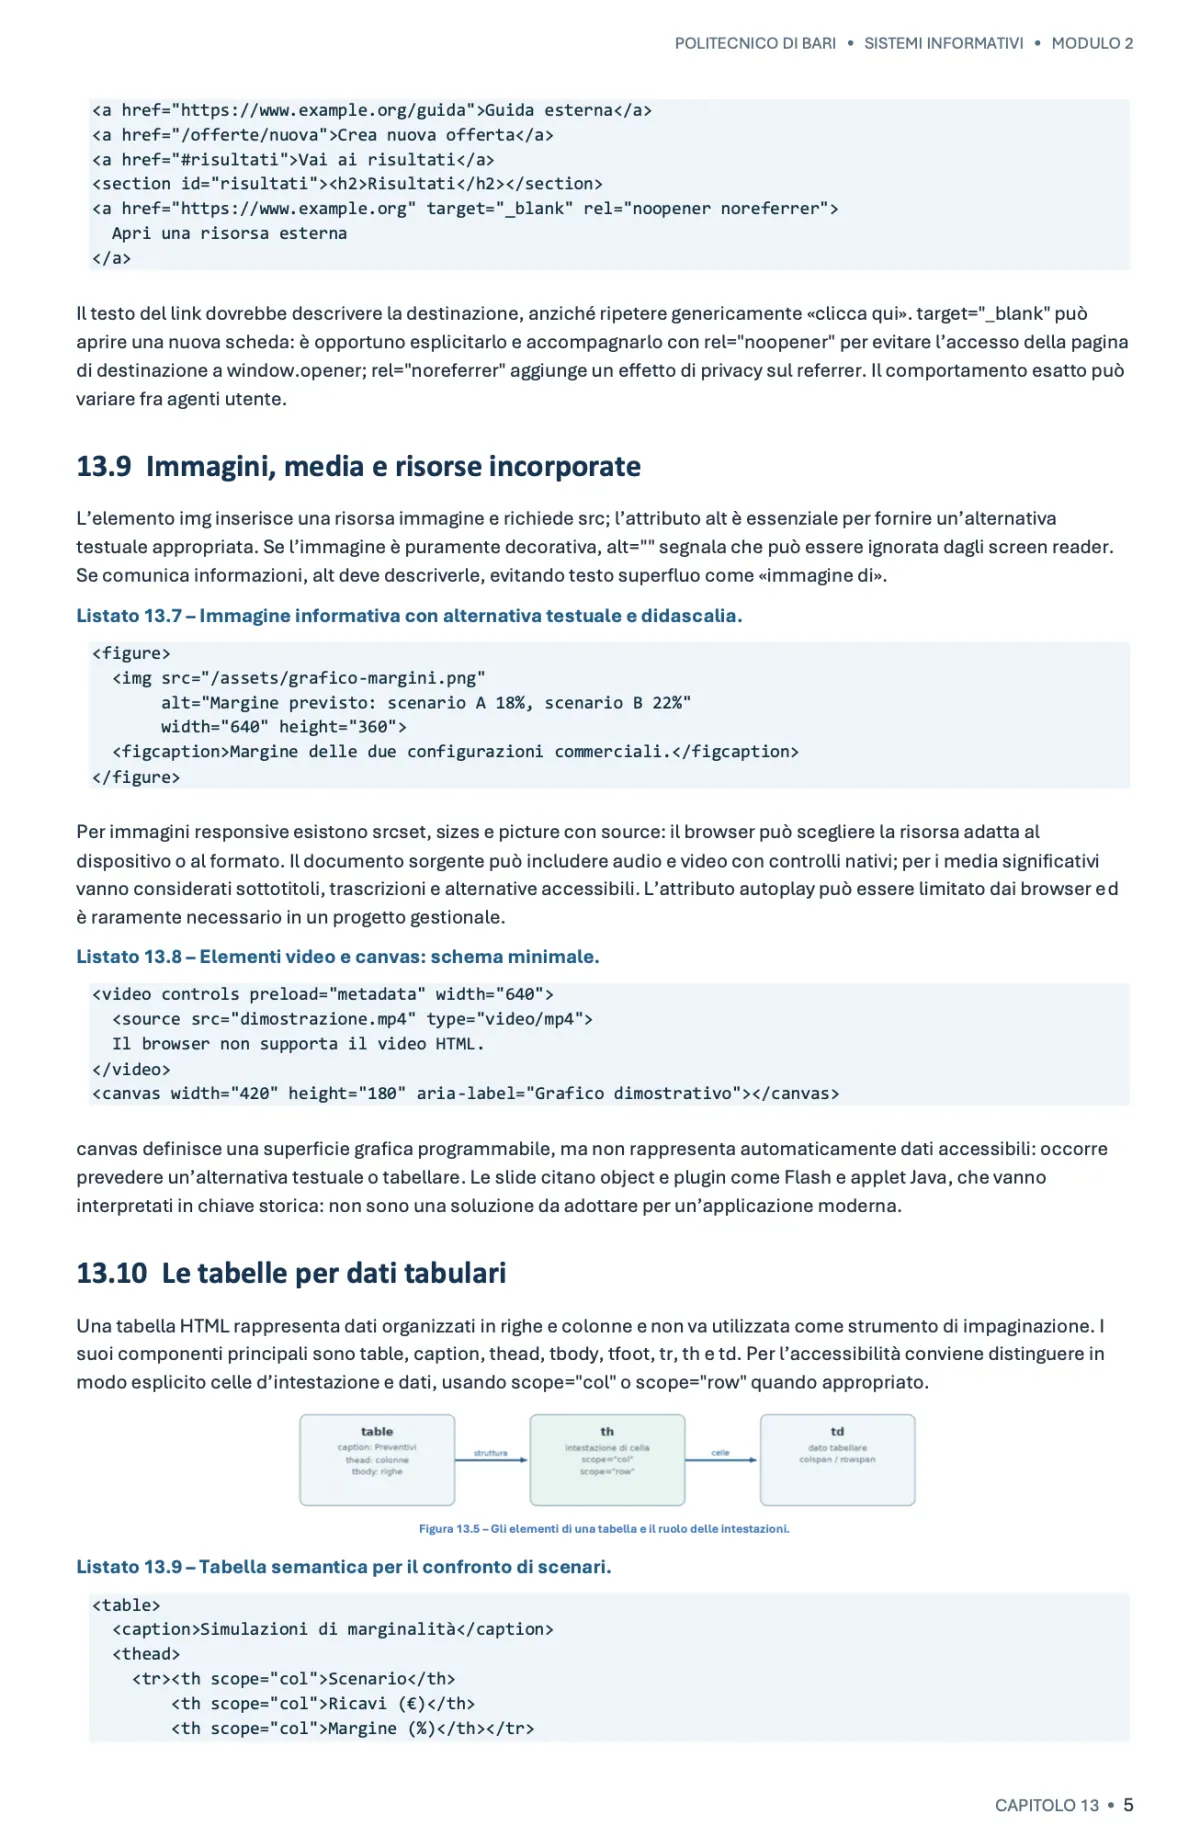 POLITECNICO DI BARI • SISTEMI INFORMATIVI • MODULO 2
<a href="https://www.example.org/guida">Guida esterna</a>
<a href="/offerte/nuova">Crea nuova offerta</a>
<a href="#risultati">Vai ai risultati</a>
<section id="risultati"><h2>Risultati</h2></section>
<a href="https://www.example.org" target="_blank" rel="noopener noreferrer">
  Apri una risorsa esterna
</a>
Il testo del link dovrebbe descrivere la destinazione, anziché ripetere genericamente «clicca qui». target="_blank" può
aprire una nuova scheda: è opportuno esplicitarlo e accompagnarlo con rel="noopener" per evitare l’accesso della pagina
di destinazione a window.opener; rel="noreferrer" aggiunge un effetto di privacy sul referrer. Il comportamento esatto può
variare fra agenti utente.
13.9 Immagini, media e risorse incorporate
L’elemento img inserisce una risorsa immagine e richiede src; l’attributo alt è essenziale per fornire un’alternativa
testuale appropriata. Se l’immagine è puramente decorativa, alt="" segnala che può essere ignorata dagli screen reader.
Se comunica informazioni, alt deve descriverle, evitando testo superfluo come «immagine di».
Listato 13.7 – Immagine informativa con alternativa testuale e didascalia.
<figure>
  <img src="/assets/grafico-margini.png"
       alt="Margine previsto: scenario A 18%, scenario B 22%"
       width="640" height="360">
  <figcaption>Margine delle due configurazioni commerciali.</figcaption>
</figure>
Per immagini responsive esistono srcset, sizes e picture con source: il browser può scegliere la risorsa adatta al
dispositivo o al formato. Il documento sorgente può includere audio e video con controlli nativi; per i media significativi
vanno considerati sottotitoli, trascrizioni e alternative accessibili. L’attributo autoplay può essere limitato dai browser ed
è raramente necessario in un progetto gestionale.
Listato 13.8 – Elementi video e canvas: schema minimale.
<video controls preload="metadata" width="640">
  <source src="dimostrazione.mp4" type="video/mp4">
  Il browser non supporta il video HTML.
</video>
<canvas width="420" height="180" aria-label="Grafico dimostrativo"></canvas>
canvas definisce una superficie grafica programmabile, ma non rappresenta automaticamente dati accessibili: occorre
prevedere un’alternativa testuale o tabellare. Le slide citano object e plugin come Flash e applet Java, che vanno
interpretati in chiave storica: non sono una soluzione da adottare per un’applicazione moderna.
13.10 Le tabelle per dati tabulari
Una tabella HTML rappresenta dati organizzati in righe e colonne e non va utilizzata come strumento di impaginazione. I
suoi componenti principali sono table, caption, thead, tbody, tfoot, tr, th e td. Per l’accessibilità conviene distinguere in
modo esplicito celle d’intestazione e dati, usando scope="col" o scope="row" quando appropriato.
table
caption: Preventivi
thead: colonne
tbody: righe
struttura
th
intestazione di cella
scope="col"
scope="row"
celle
td
dato tabellare
colspan / rowspan
Figura 13.5 – Gli elementi di una tabella e il ruolo delle intestazioni.
Listato 13.9 – Tabella semantica per il confronto di scenari.
<table>
  <caption>Simulazioni di marginalità</caption>
  <thead>
    <tr><th scope="col">Scenario</th>
        <th scope="col">Ricavi (€)</th>
        <th scope="col">Margine (%)</th></tr>
CAPITOLO 13 • 5